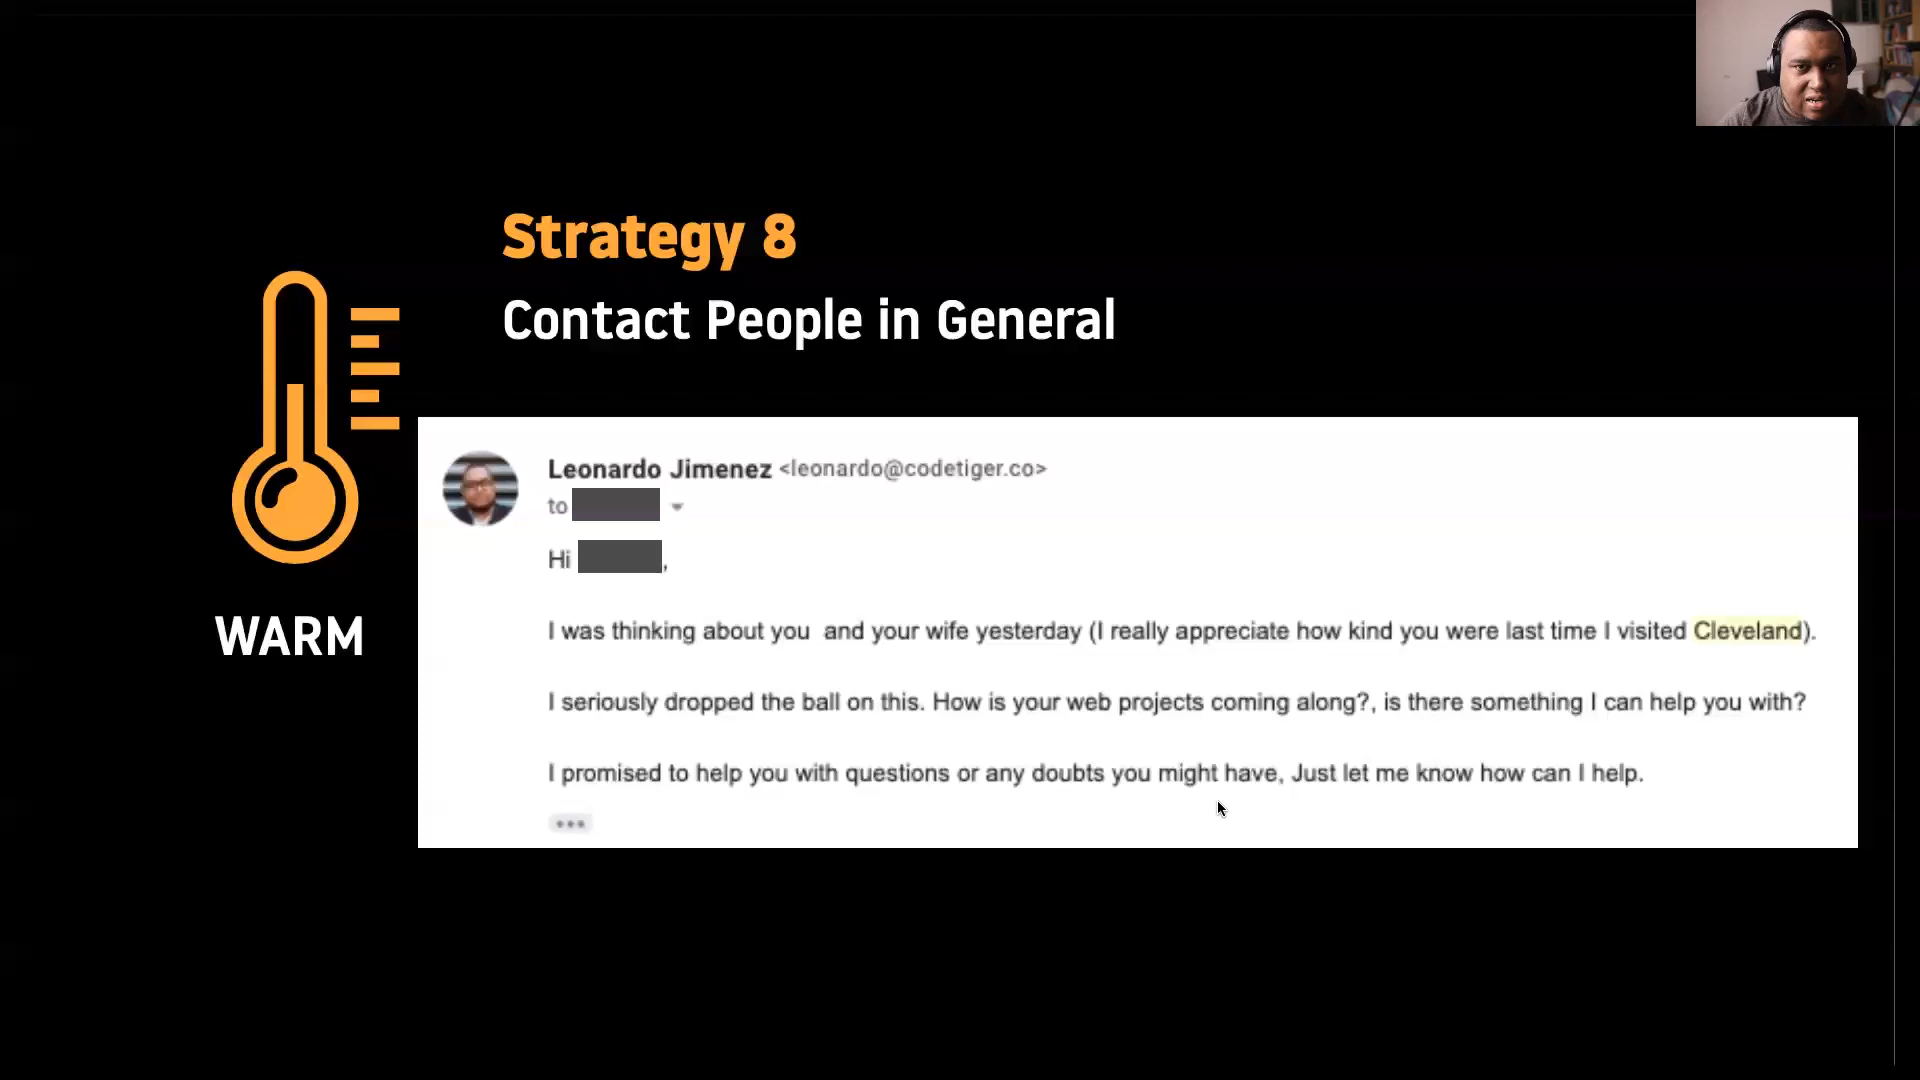 Strategy 8
Contact People in General
WARM
Leonardo Jimenez <leonardo@codetiger.co>
to
Hi ,
I was thinking about you  and your wife yesterday (I really appreciate how kind you were last time I visited Cleveland).
I seriously dropped the ball on this. How is your web projects coming along?, is there something I can help you with?
I promised to help you with questions or any doubts you might have, Just let me know how can I help.